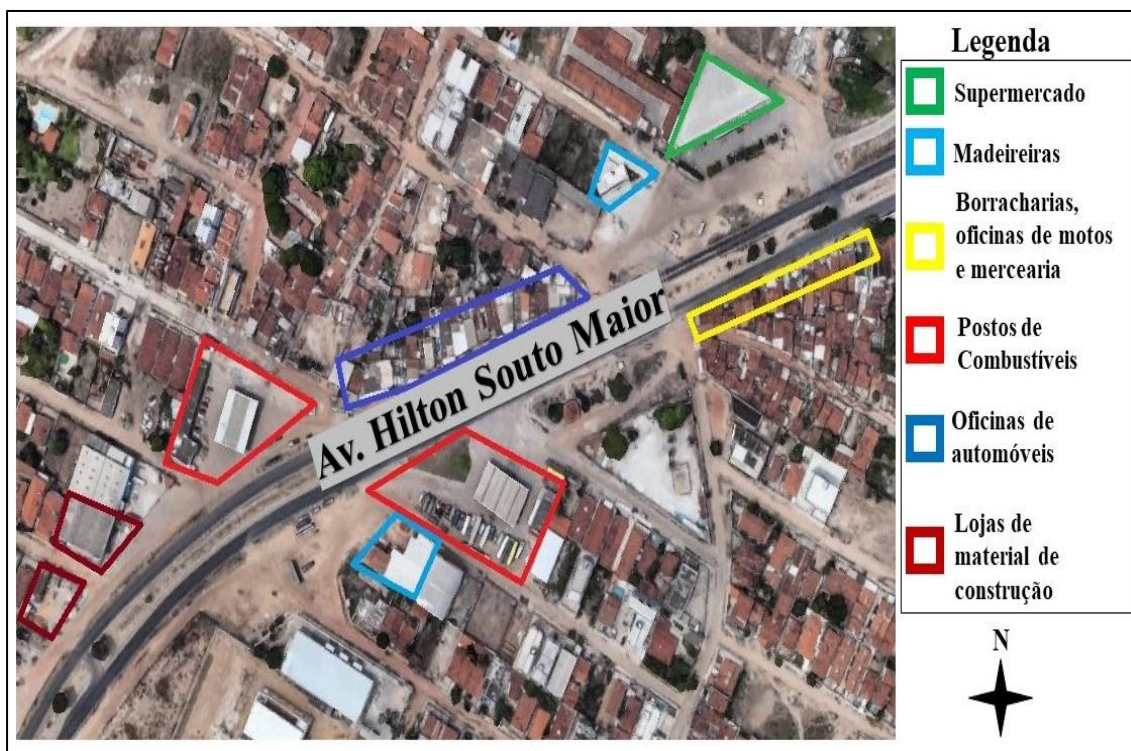 Legenda
Supermercado
Madeireiras
Borracharias,
oficinas de motos
e mercearia
Postos de
Combustíveis
Oficinas de
automóveis
Lojas de
material de
construção
N
Av. Hilton Souto Maior